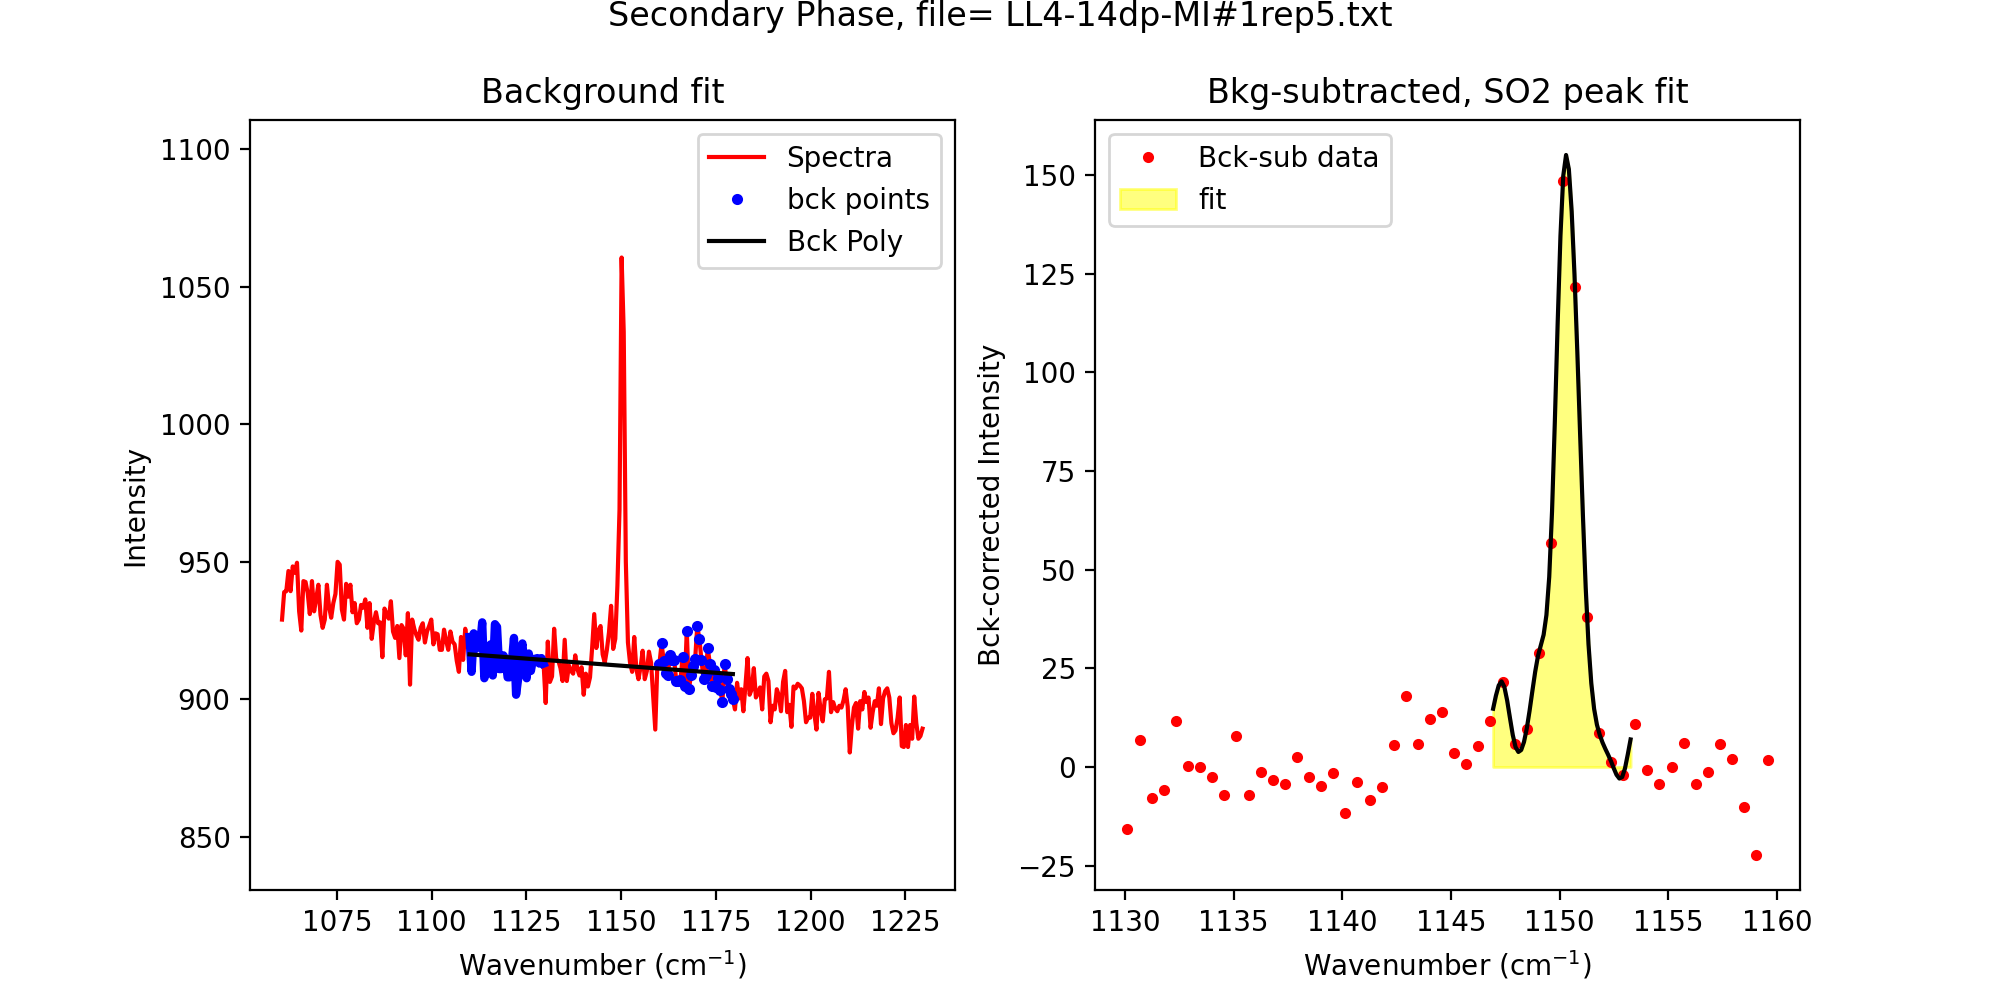 Secondary Phase, file= LL4-14dp-MI#1rep5.txt
Background fit
Spectra
bck points
Bck Poly
Intensity
1100
1050
1000
950
900
850
1075 1100 1125 1150 1175 1200 1225
Wavenumber (cm⁻¹)
Bkg-subtracted, SO2 peak fit
Bck-sub data
fit
Bck-corrected Intensity
150
125
100
75
50
25
0
−25
1130 1135 1140 1145 1150 1155 1160
Wavenumber (cm⁻¹)